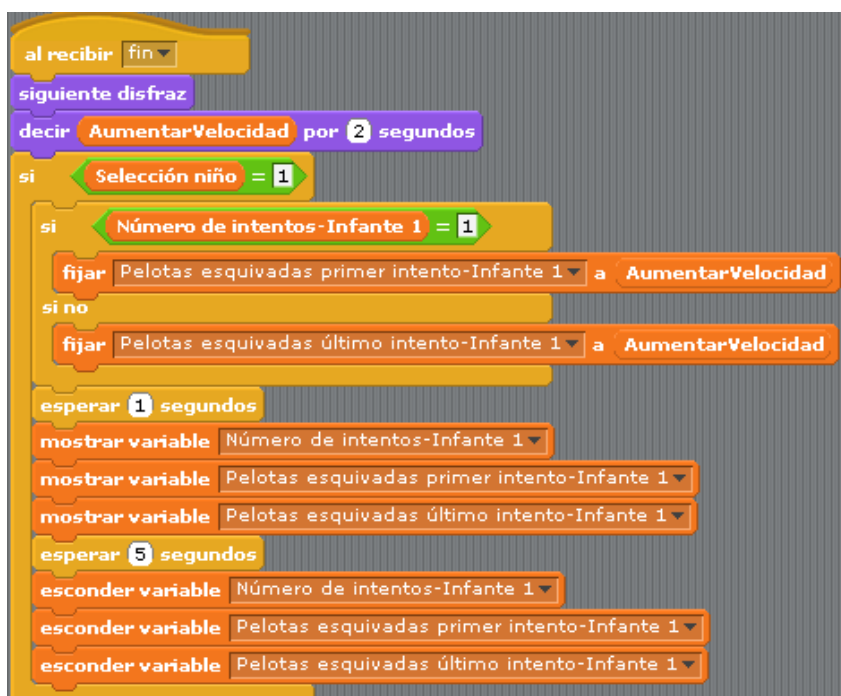 al recibir fin
siguiente disfraz
decir AumentarVelocidad por 2 segundos
si Selección niño = 1
si Número de intentos-Infante 1 = 1
fijar Pelotas esquivadas primer intento-Infante 1 a AumentarVelocidad
si no
fijar Pelotas esquivadas último intento-Infante 1 a AumentarVelocidad
esperar 1 segundos
mostrar variable Número de intentos-Infante 1
mostrar variable Pelotas esquivadas primer intento-Infante 1
mostrar variable Pelotas esquivadas último intento-Infante 1
esperar 5 segundos
esconder variable Número de intentos-Infante 1
esconder variable Pelotas esquivadas primer intento-Infante 1
esconder variable Pelotas esquivadas último intento-Infante 1